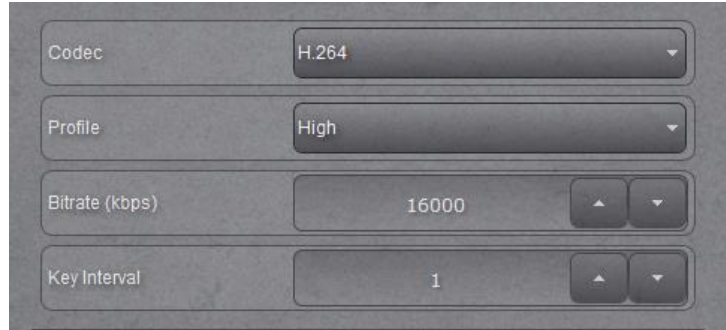 Codec H.264
Profile High
Bitrate (kbps) 16000
Key Interval 1